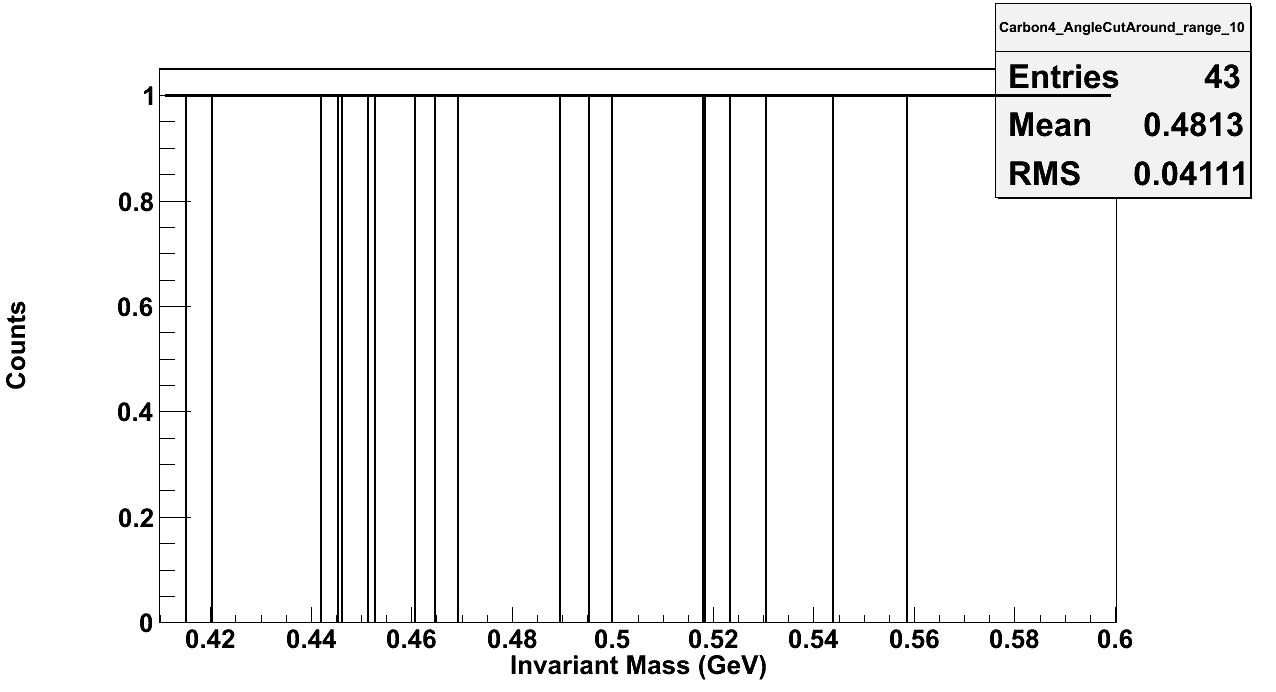 Carbon4_AngleCutAround_range_10
Entries 43
Mean 0.4813
RMS 0.04111
1
0.8
0.6
0.4
0.2
0
Counts
0.42 0.44 0.46 0.48 0.5 0.52 0.54 0.56 0.58 0.6
Invariant Mass (GeV)